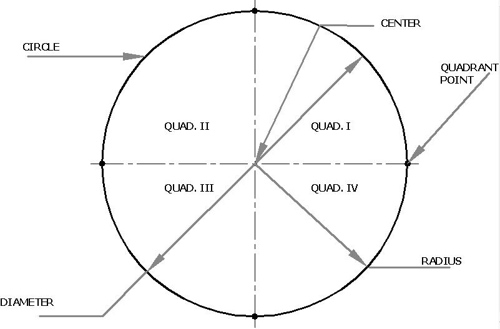 CENTER
CIRCLE
QUADRANT
POINT
QUAD. II
QUAD. I
QUAD. III
QUAD. IV
RADIUS
DIAMETER